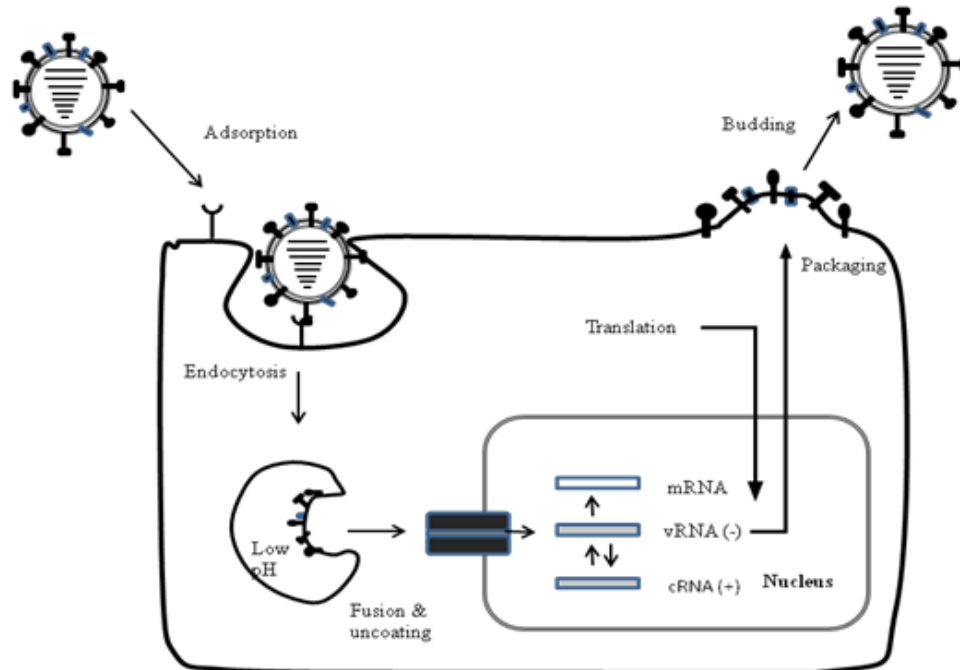 Adsorption
Budding
Packaging
Translation
Endocytosis
mRNA
vRNA (-)
Low
pH
cRNA (+)
Nucleus
Fusion &
uncoating